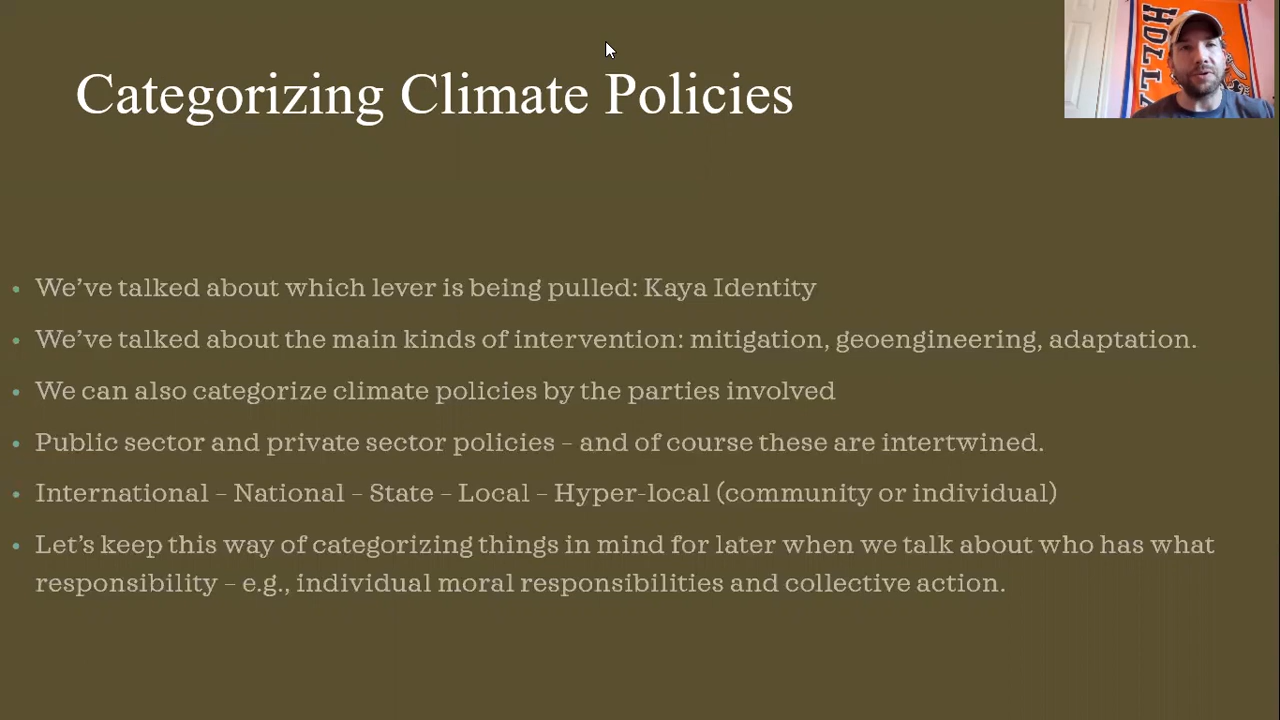 Categorizing Climate Policies
HOLLA
We’ve talked about which lever is being pulled: Kaya Identity
We’ve talked about the main kinds of intervention: mitigation, geoengineering, adaptation.
We can also categorize climate policies by the parties involved
Public sector and private sector policies – and of course these are intertwined.
International – National – State – Local – Hyper-local (community or individual)
Let’s keep this way of categorizing things in mind for later when we talk about who has what
responsibility – e.g., individual moral responsibilities and collective action.